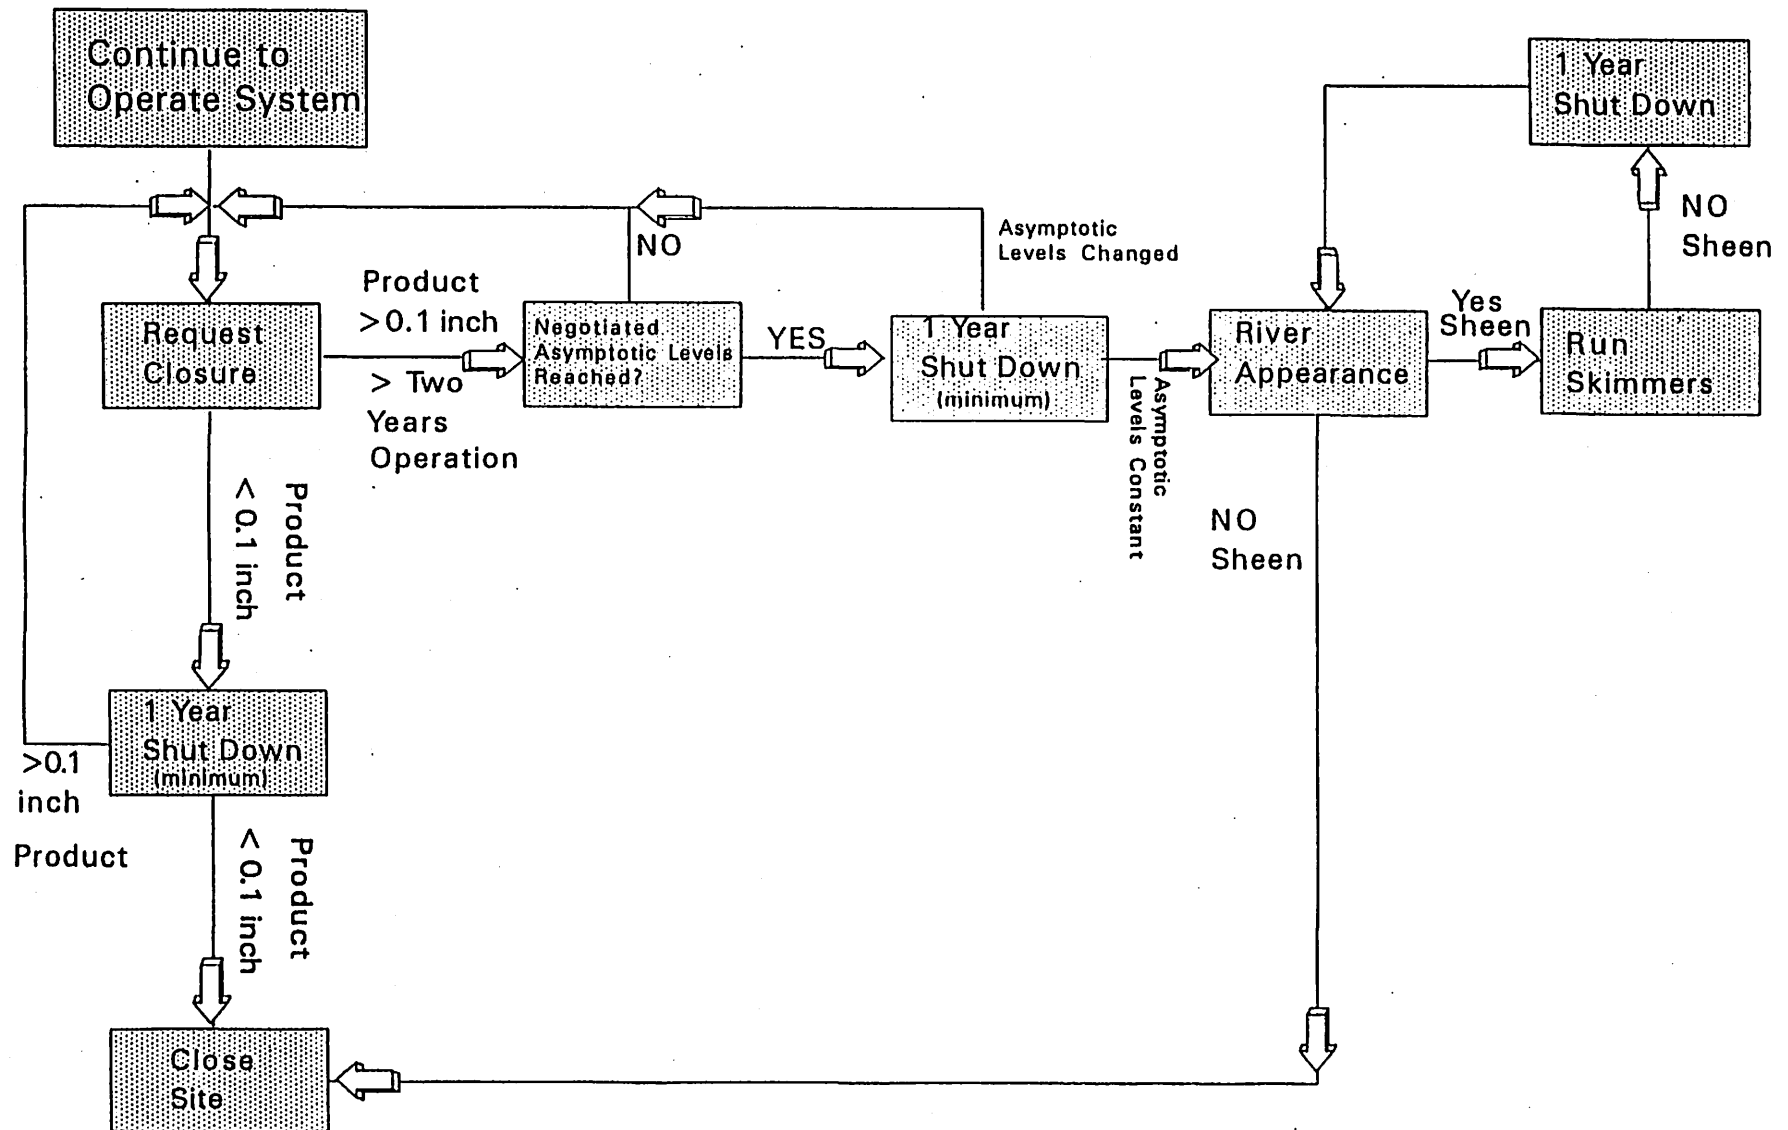 Continue to
Operate System
1 Year
Shut Down
NO
Sheen
NO
Asymptotic
Levels Changed
Product
>0.1 inch
> Two
Years
Operation
Request
Closure
Negotiated
Asymptotic Levels
Reached?
YES
1 Year
Shut Down
(minimum)
Asymptotic
Levels Constant
River
Appearance
Yes
Sheen
Run
Skimmers
Product
< 0.1 inch
NO
Sheen
1 Year
Shut Down
(minimum)
>0.1
inch
Product
Product
< 0.1 inch
Close
Site